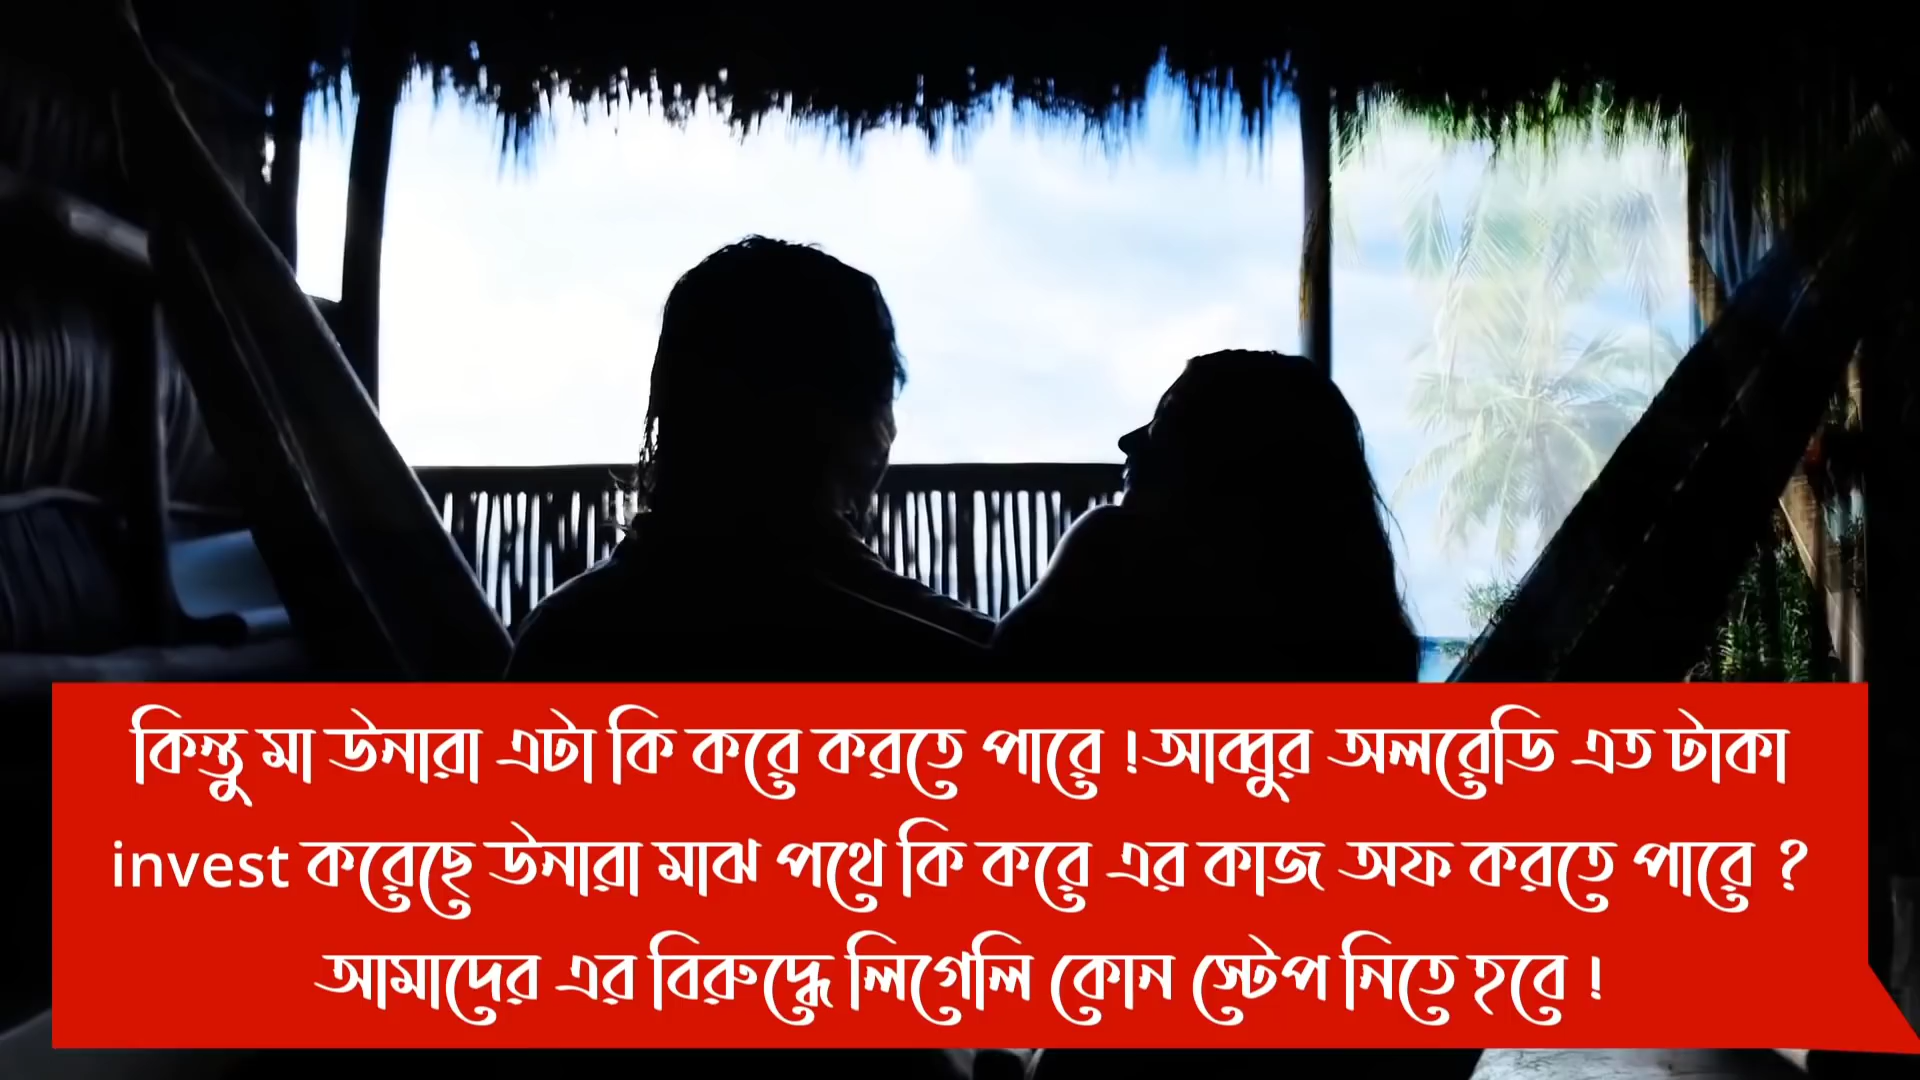 কিন্তু মা উনারা এটা কি করে করতে পারে !আব্বুর অলরেডি এত টাকা
invest করেছে উনারা মাঝ পথে কি করে এর কাজ অফ করতে পারে ?
আমাদের এর বিরুদ্ধে লিগেলি কোন স্টেপ নিতে হবে !